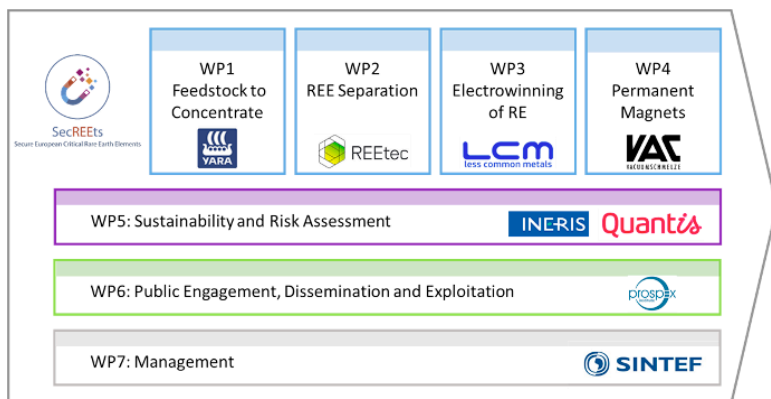 SecREEts
Secure European Critical Rare Earth Elements
WP1
Feedstock to
Concentrate
YARA
WP2
REE Separation
REEtec
WP3
Electrowinning
of RE
LCM
less common metals
WP4
Permanent
Magnets
VAC
VACUUMSCHMELZE
WP5: Sustainability and Risk Assessment
INERIS
Quantis
WP6: Public Engagement, Dissemination and Exploitation
prospex
WP7: Management
SINTEF